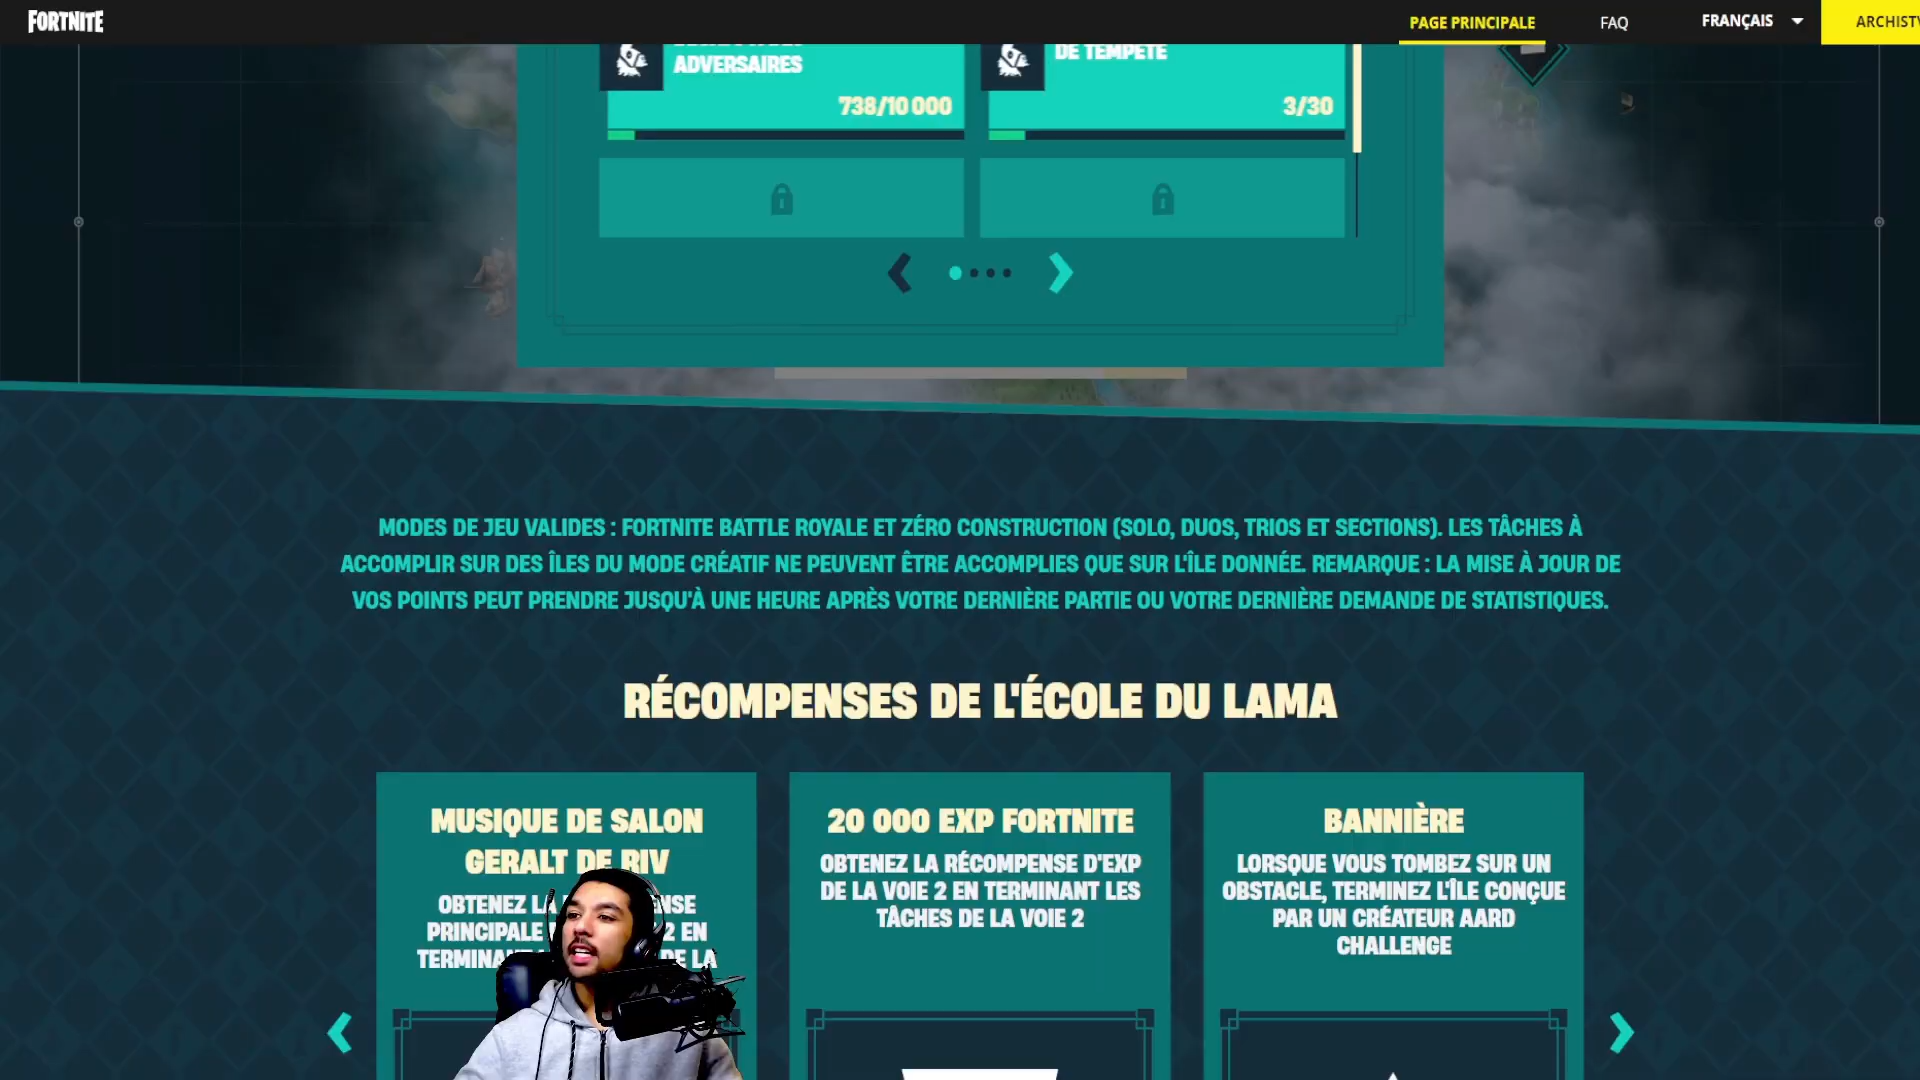 FORTNITE
PAGE PRINCIPALE
FAQ
FRANÇAIS
ADVERSAIRES
738/10 000
DE TEMPÊTE
3/30
MODES DE JEU VALIDES : FORTNITE BATTLE ROYALE ET ZÉRO CONSTRUCTION (SOLO, DUOS, TRIOS ET SECTIONS). LES TÂCHES À
ACCOMPLIR SUR DES ÎLES DU MODE CRÉATIF NE PEUVENT ÊTRE ACCOMPLIES QUE SUR L'ÎLE DONNÉE. REMARQUE : LA MISE À JOUR DE
VOS POINTS PEUT PRENDRE JUSQU'À UNE HEURE APRÈS VOTRE DERNIÈRE PARTIE OU VOTRE DERNIÈRE DEMANDE DE STATISTIQUES.
RÉCOMPENSES DE L'ÉCOLE DU LAMA
MUSIQUE DE SALON
GERALT DE RIV
OBTENEZ
PRINCIPALE 2 EN
DE LA
20 000 EXP FORTNITE
OBTENEZ LA RÉCOMPENSE D'EXP
DE LA VOIE 2 EN TERMINANT LES
TÂCHES DE LA VOIE 2
BANNIÈRE
LORSQUE VOUS TOMBEZ SUR UN
OBSTACLE, TERMINEZ L'ÎLE CONÇUE
PAR UN CRÉATEUR AARD
CHALLENGE